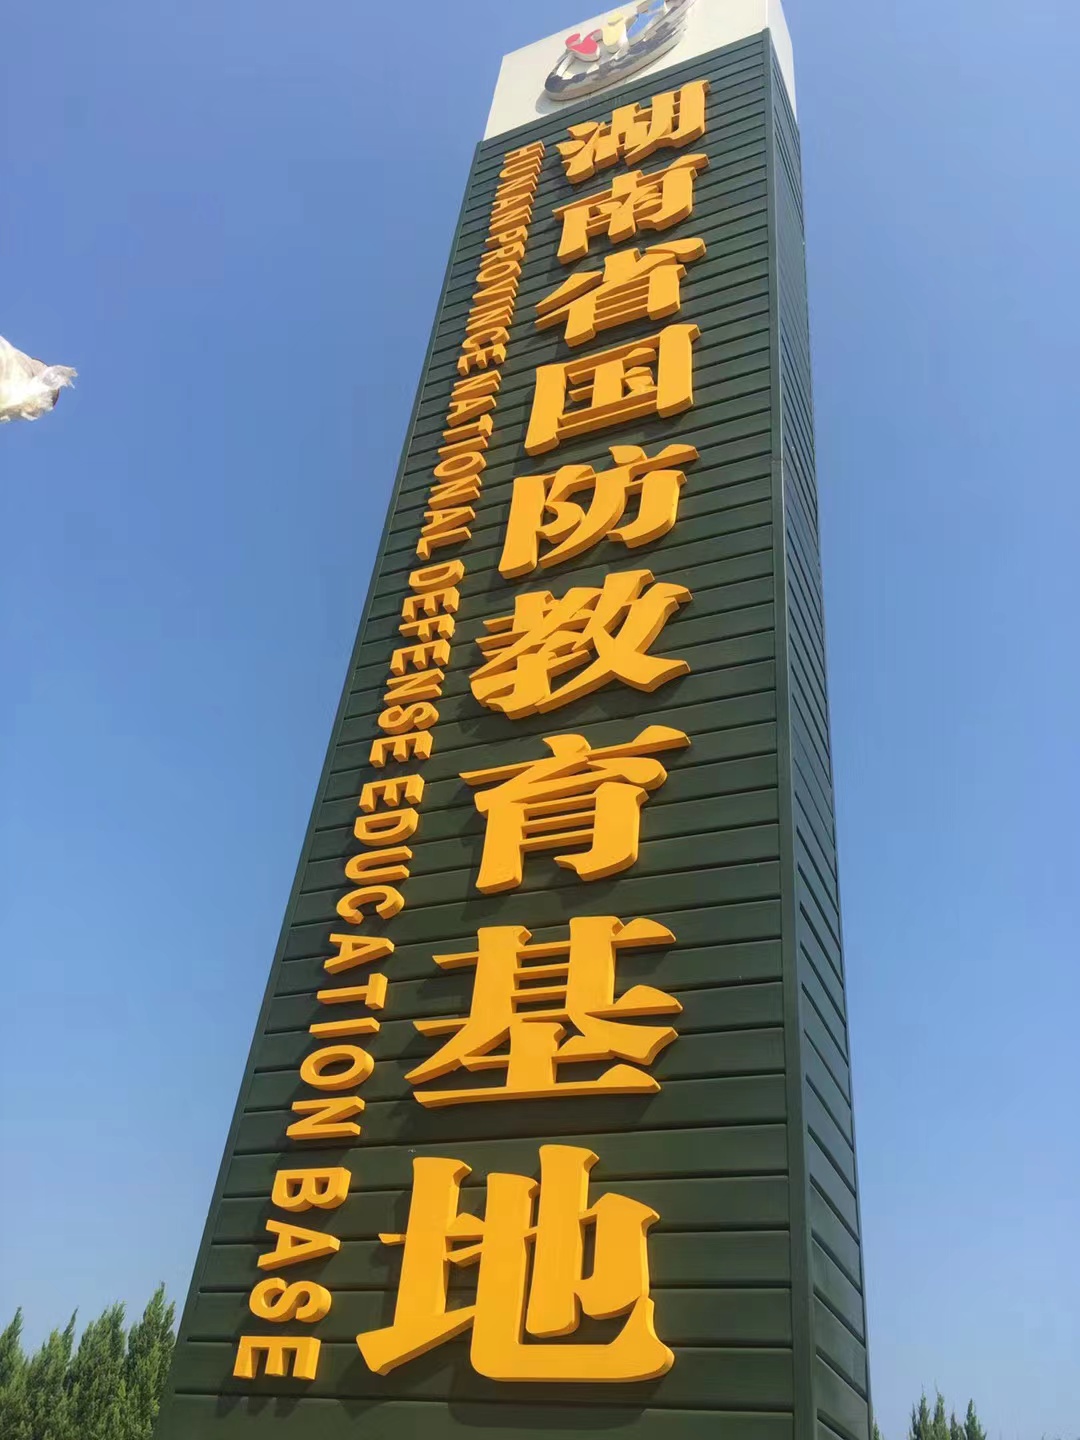 湖南省国防教育基地
HUNAN PROVINCE NATIONAL DEFENSE EDUCATION BASE